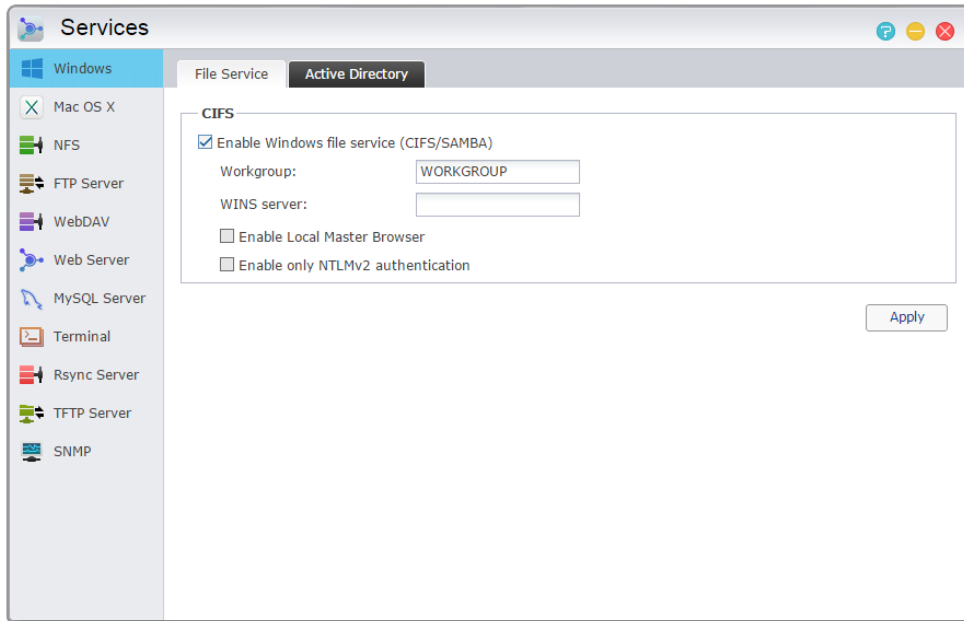 Services
Windows
Mac OS X
NFS
FTP Server
WebDAV
Web Server
MySQL Server
Terminal
Rsync Server
TFTP Server
SNMP
File Service
Active Directory
CIFS
Enable Windows file service (CIFS/SAMBA)
Workgroup: WORKGROUP
WINS server:
Enable Local Master Browser
Enable only NTLMv2 authentication
Apply